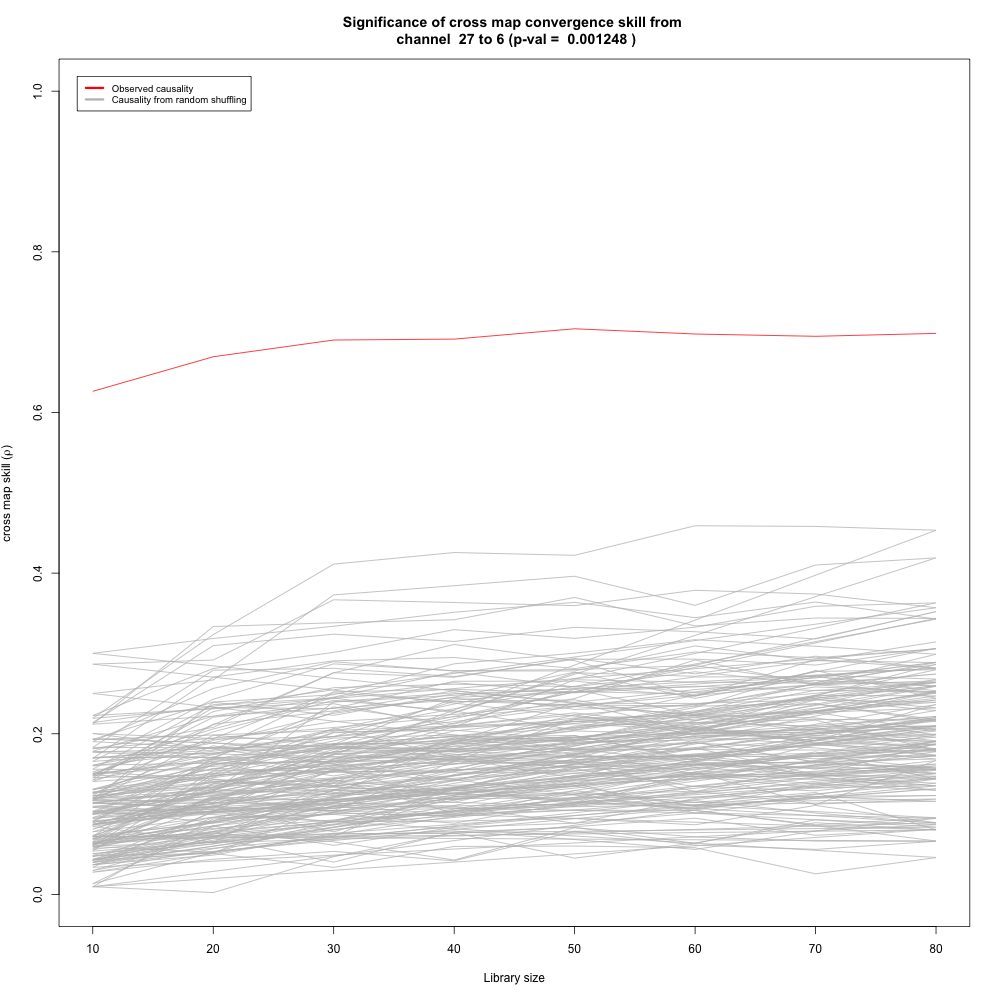 Significance of cross map convergence skill from
channel  27 to 6 (p-val =  0.001248 )
Observed causality
Causality from random shuffling
cross map skill (ρ)
1.0
0.8
0.6
0.4
0.2
0.0
10 20 30 40 50 60 70 80
Library size